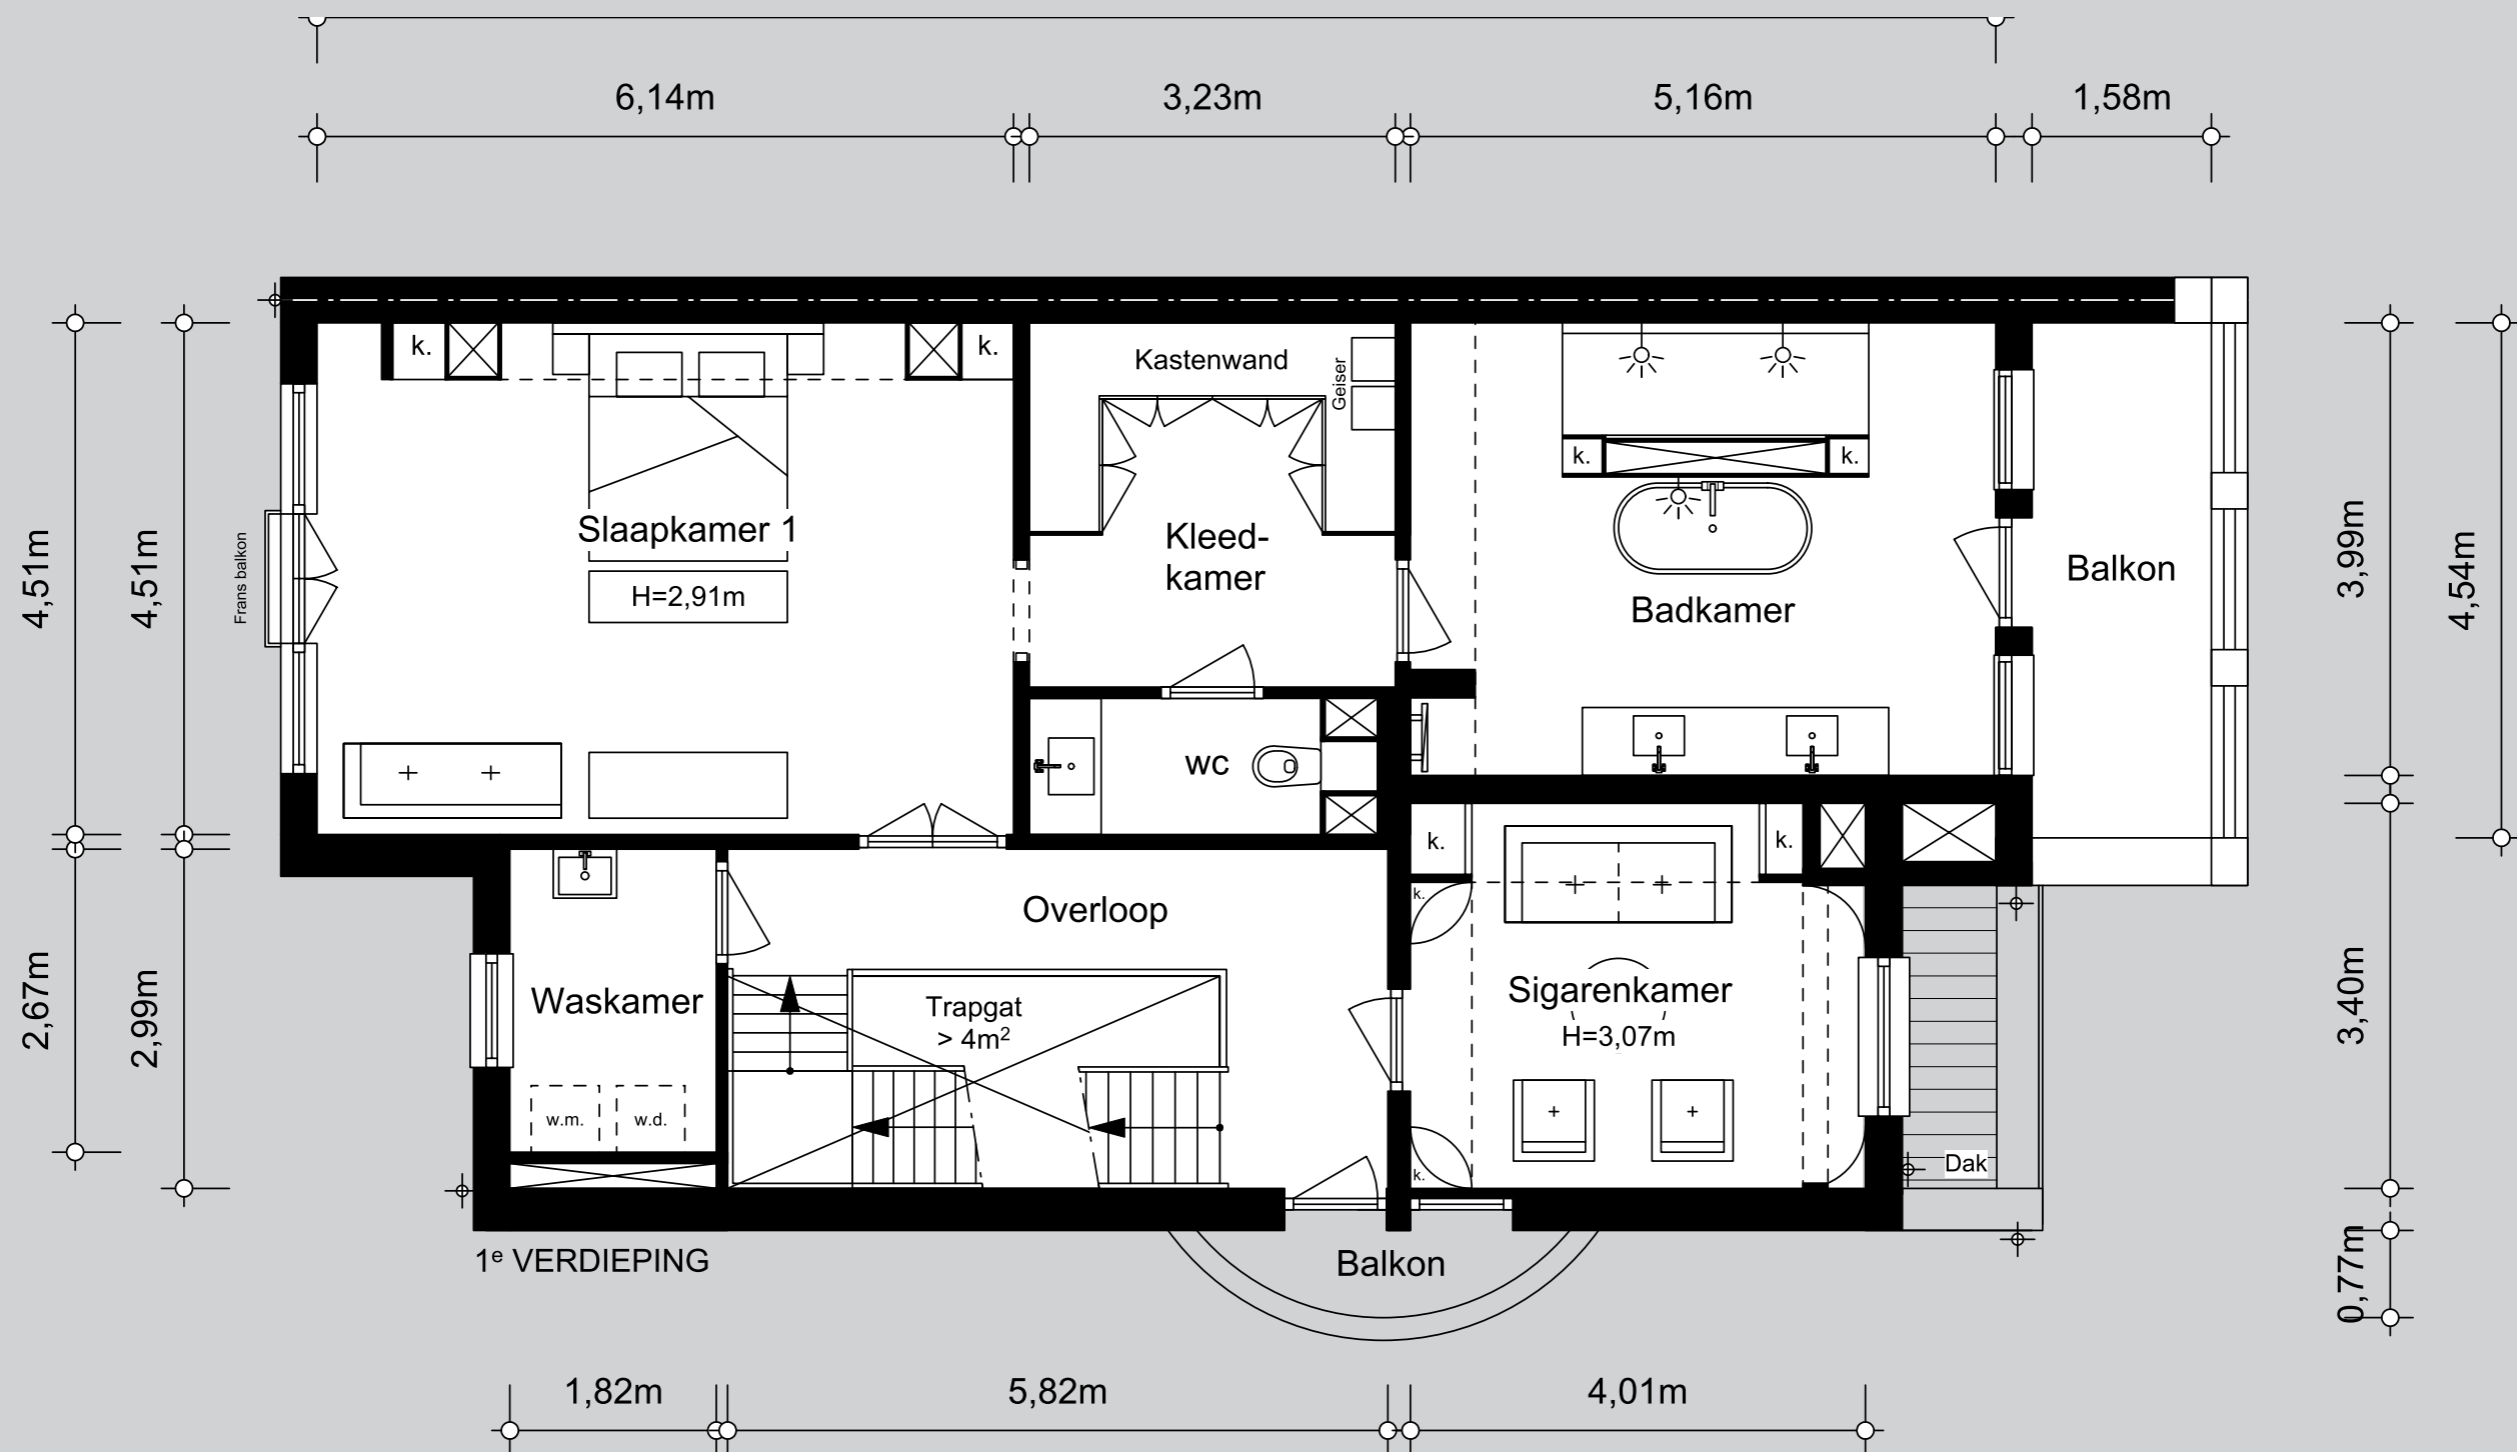 6,14m
3,23m
5,16m
1,58m
4,51m
4,51m
2,67m
2,99m
Frans balkon
k.
k.
Slaapkamer 1
H=2,91m
Kastenwand
Geiser
Kleed-
kamer
k.
k.
Badkamer
Balkon
3,99m
4,54m
wc
Overloop
Waskamer
w.m.
w.d.
Trapgat
> 4m²
k.
k.
k.
Sigarenkamer
H=3,07m
k.
Dak
3,40m
0,77m
1e VERDIEPING
Balkon
1,82m
5,82m
4,01m